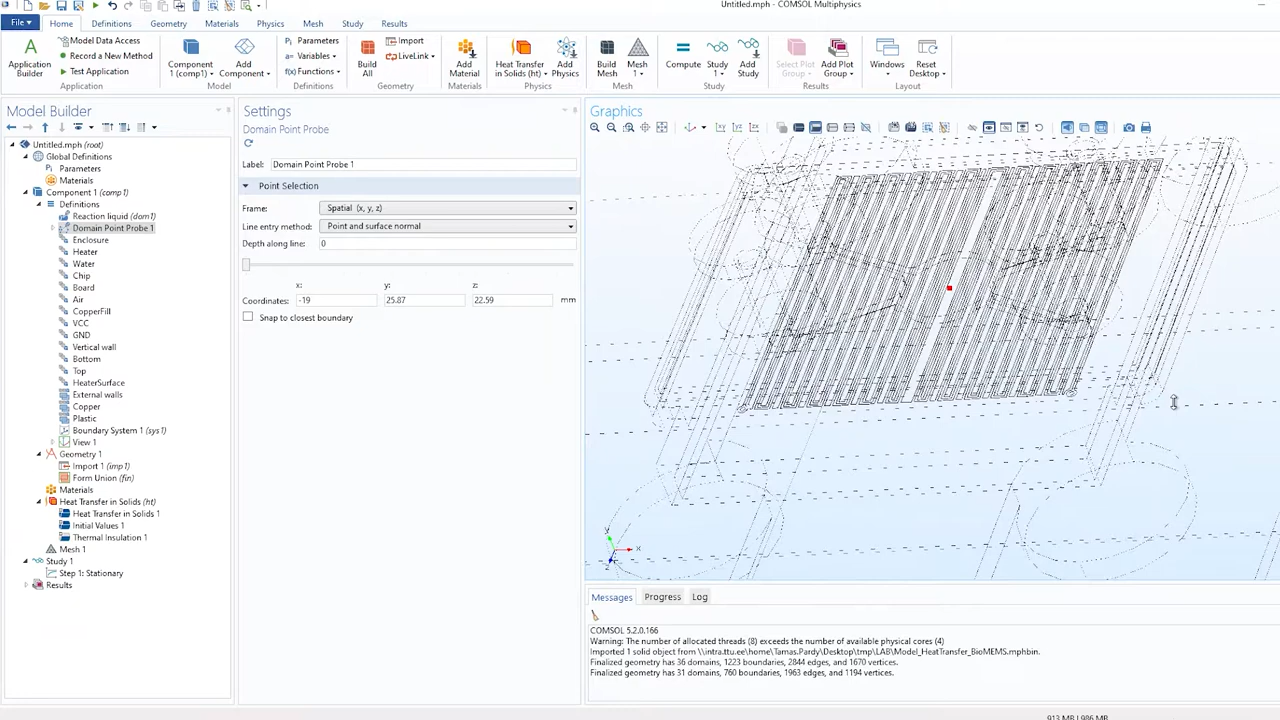 Untitled.mph - COMSOL Multiphysics
File Home Definitions Geometry Materials Physics Mesh Study Results
Application Builder
Model Data Access
Record a New Method
Test Application
Application
Component 1 (comp1)
Add Component
Model
Parameters
Variables
Functions
Definitions
Build All
Import
LiveLink
Geometry
Add Material
Materials
Heat Transfer in Solids (ht)
Add Physics
Physics
Build Mesh
Mesh 1
Mesh
Compute
Study 1
Add Study
Study
Select Plot Group
Add Plot Group
Results
Windows
Reset Desktop
Layout
Model Builder
Untitled.mph (root)
Global Definitions
Parameters
Materials
Component 1 (comp1)
Definitions
Reaction liquid (dom1)
Domain Point Probe 1
Enclosure
Heater
Water
Chip
Board
Air
CopperFill
VCC
GND
Vertical wall
Bottom
Top
HeaterSurface
External walls
Copper
Plastic
Boundary System 1 (sys1)
View 1
Geometry 1
Import 1 (imp1)
Form Union (fin)
Materials
Heat Transfer in Solids (ht)
Heat Transfer in Solids 1
Initial Values 1
Thermal Insulation 1
Mesh 1
Study 1
Step 1: Stationary
Results
Settings
Domain Point Probe
Label: Domain Point Probe 1
Point Selection
Frame: Spatial (x, y, z)
Line entry method: Point and surface normal
Depth along line: 0
x: y: z:
Coordinates: -19 25.87 22.59 mm
Snap to closest boundary
Graphics
y
x
z
Messages Progress Log
COMSOL 5.2.0.166
Warning: The number of allocated threads (8) exceeds the number of available physical cores (4)
Imported 1 solid object from \\intra.ttu.ee\home\Tamas.Pardy\Desktop\tmp\LAB\Model_HeatTransfer_BioMEMS.mphbin.
Finalized geometry has 36 domains, 1223 boundaries, 2844 edges, and 1670 vertices.
Finalized geometry has 31 domains, 760 boundaries, 1963 edges, and 1194 vertices.
913 MB | 986 MB